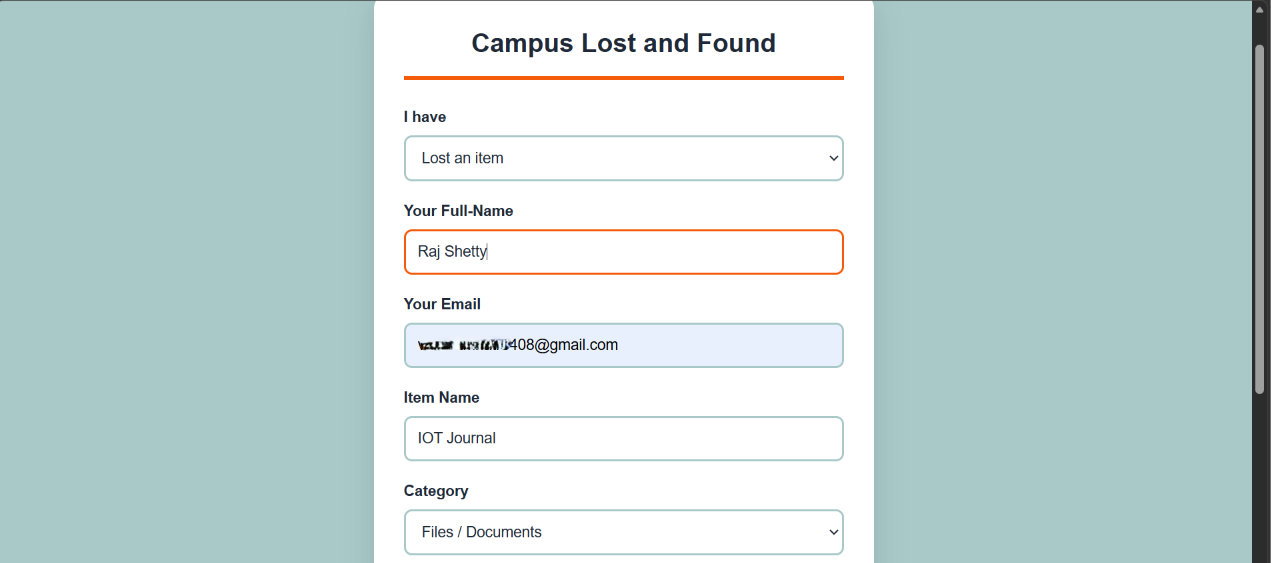 Campus Lost and Found
I have
Lost an item
Your Full-Name
Raj Shetty
Your Email
408@gmail.com
Item Name
IOT Journal
Category
Files / Documents